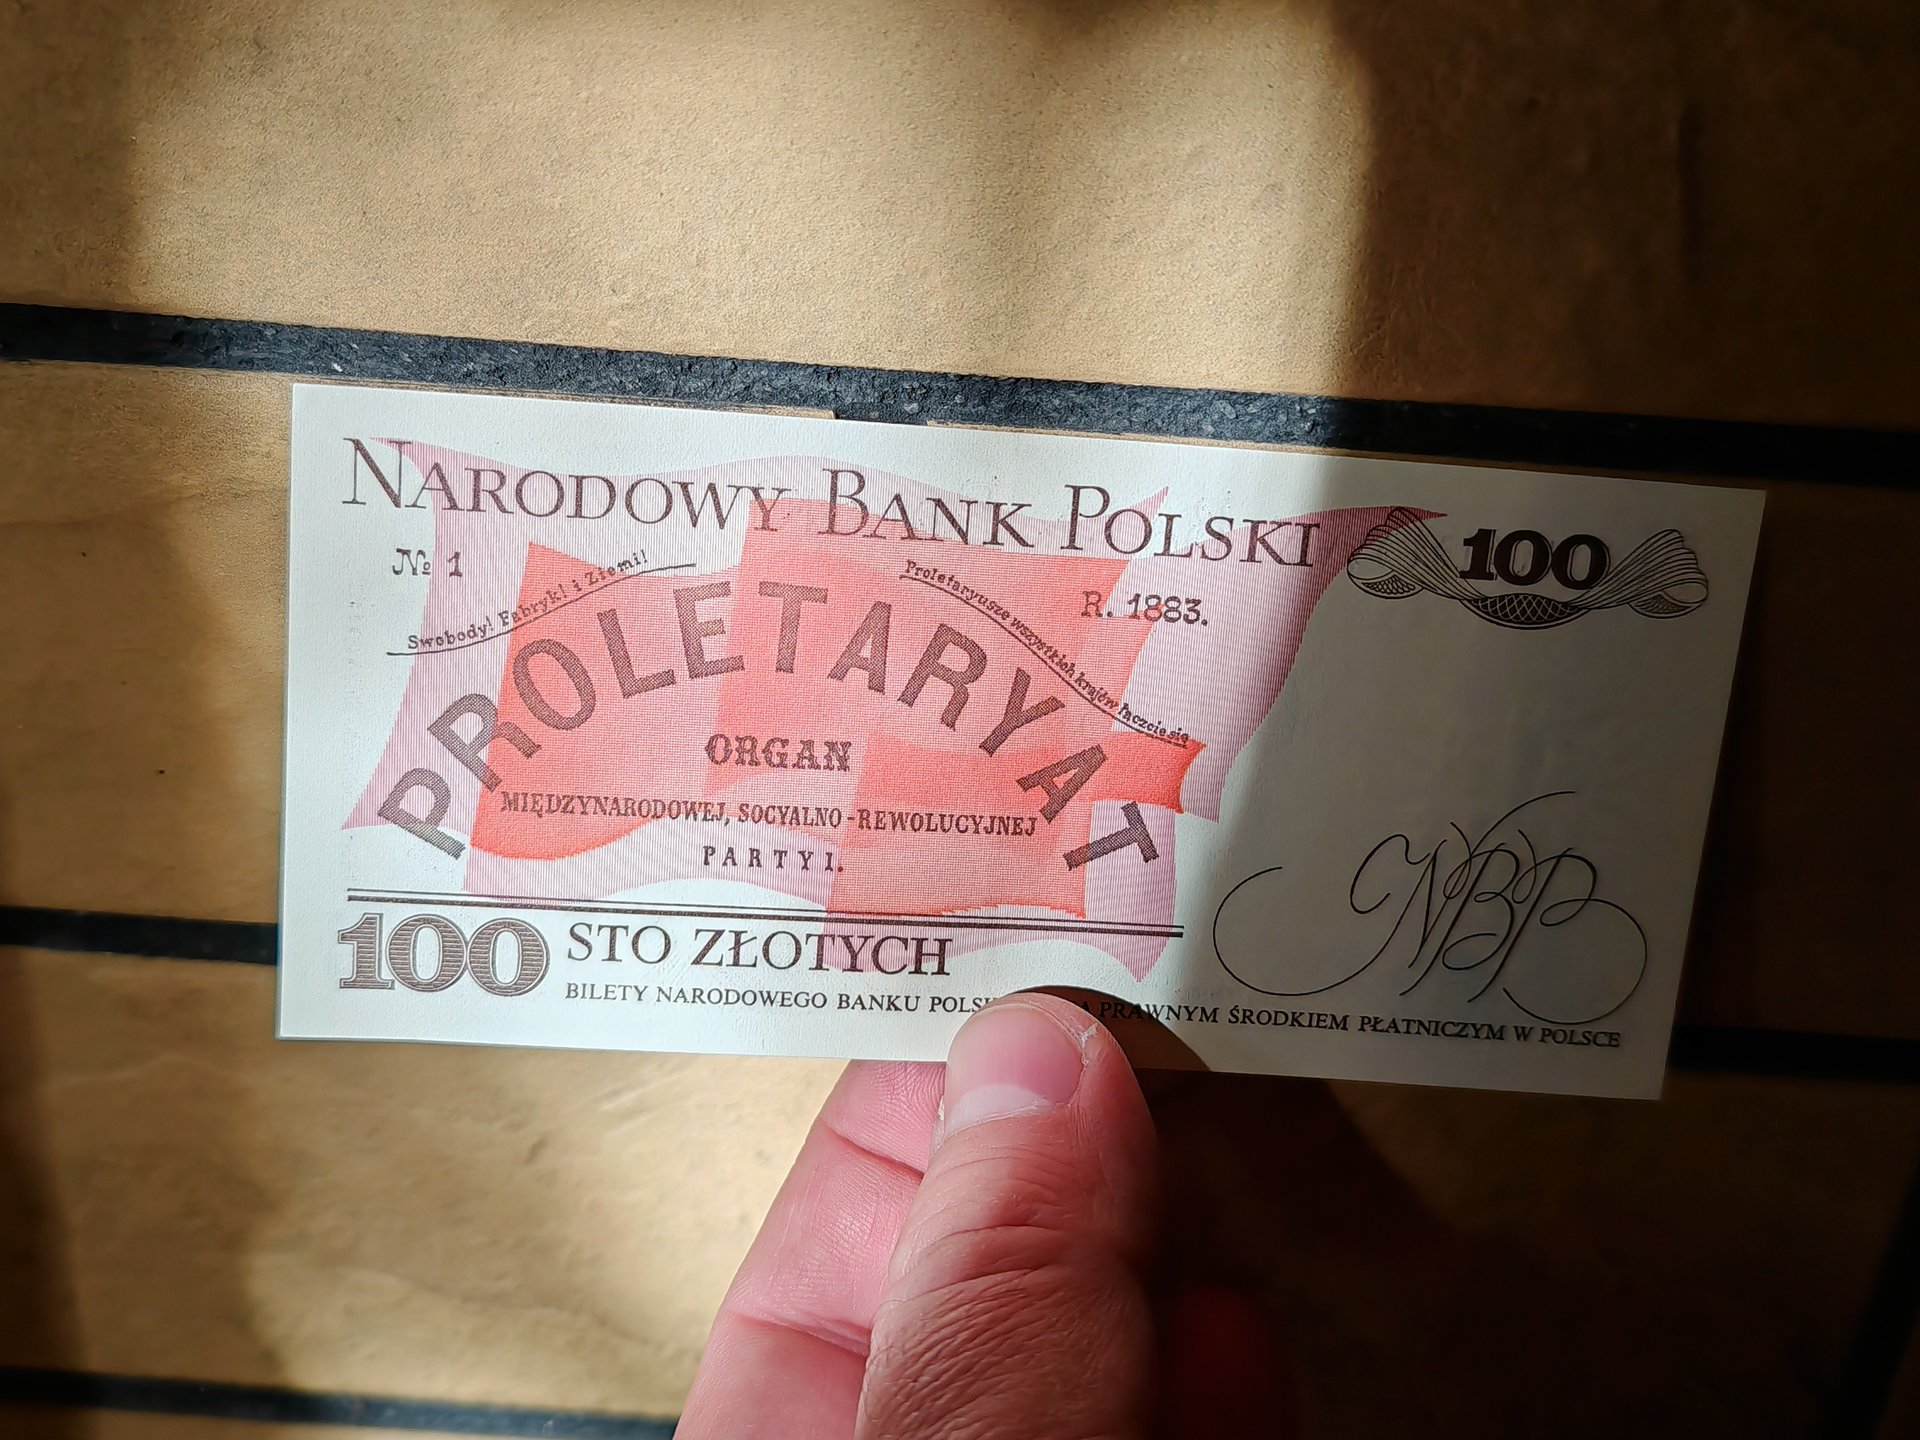 NARODOWY BANK POLSKI
100
№ 1
Swobody! Fabryk! i Ziemi!
Proletaryusze wszystkich krajów łączcie się
R. 1883.
PROLETARYAT
ORGAN
MIĘDZYNARODOWEJ, SOCYALNO-REWOLUCYJNEJ
PARTYI.
NBP
100 STO ZŁOTYCH
BILETY NARODOWEGO BANKU PRAWNYM ŚRODKIEM PŁATNICZYM W POLSCE